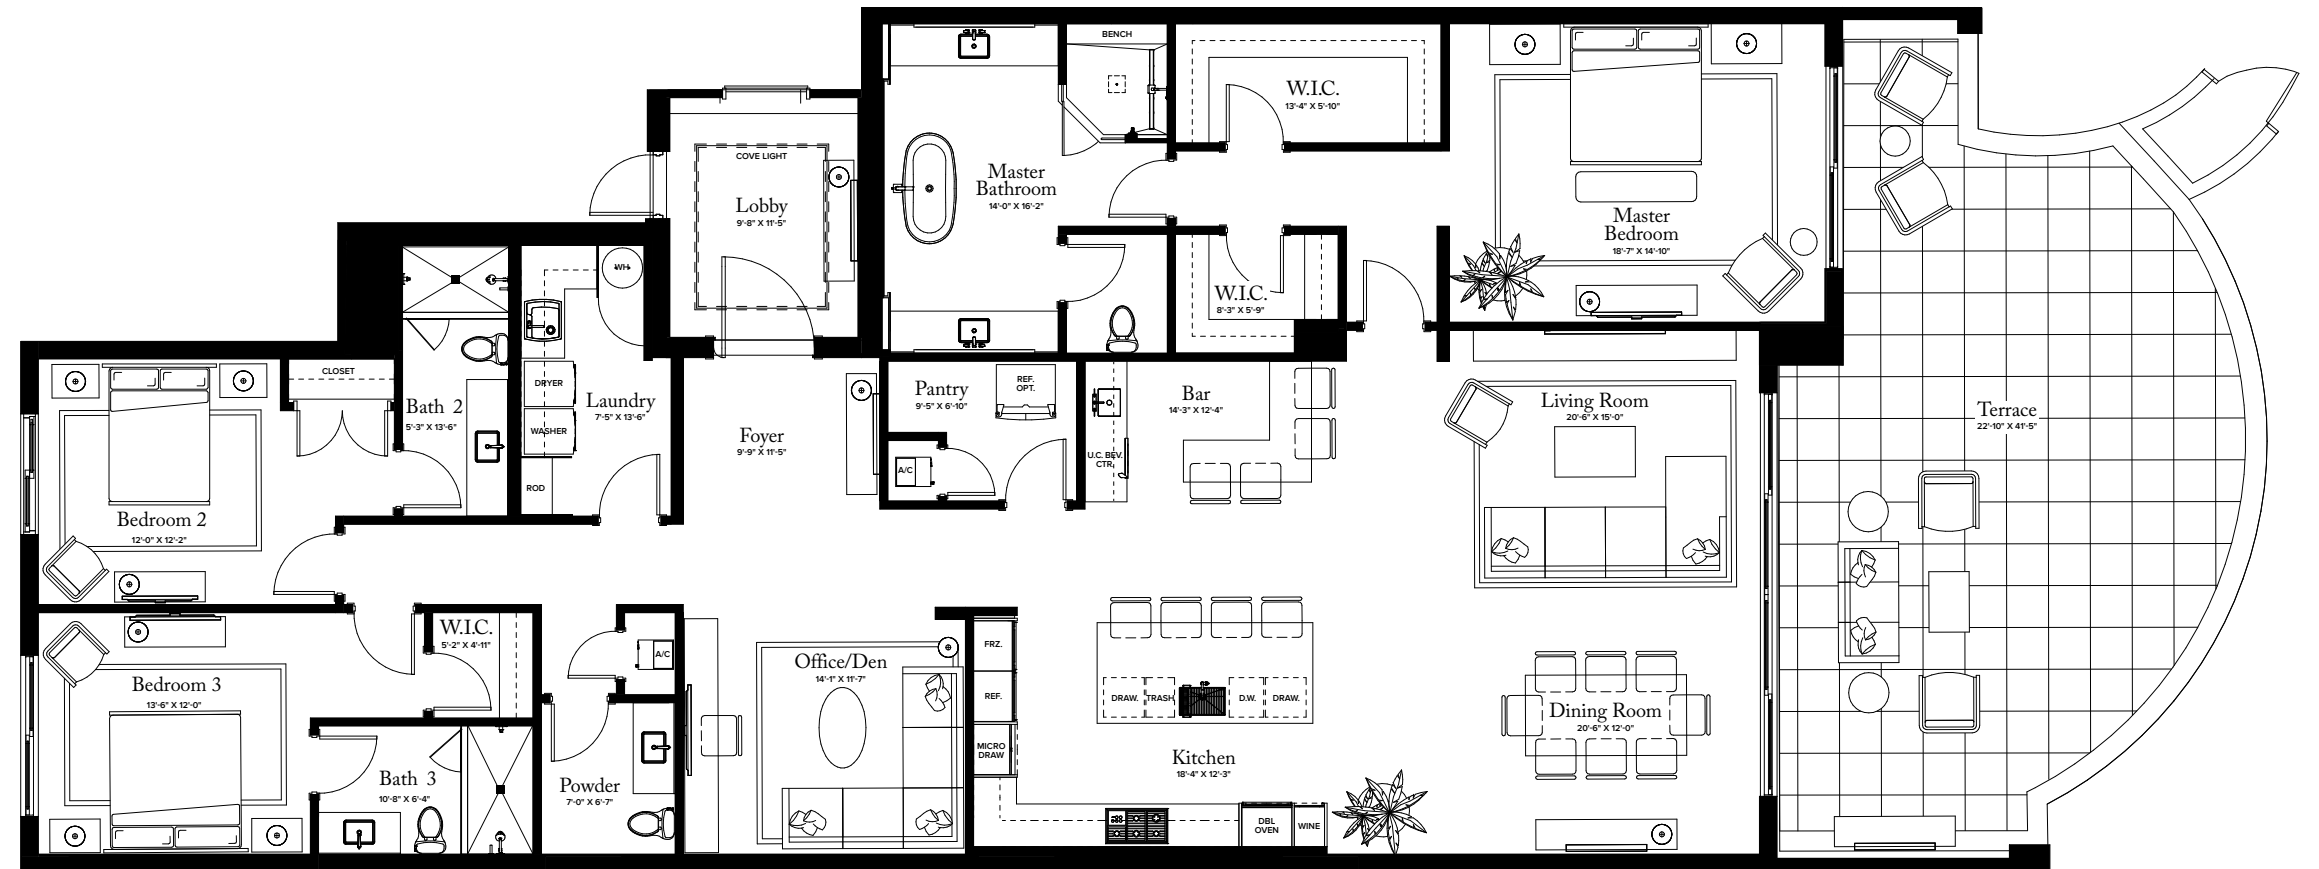 BENCH
W.I.C.
13'-4" X 5'-10"
COVE LIGHT
Lobby
9'-8" X 11'-5"
Master
Bathroom
14'-0" X 16'-2"
Master
Bedroom
18'-7" X 14'-10"
WH
W.I.C.
8'-3" X 5'-9"
CLOSET
DRYER
WASHER
ROD
Bath 2
5'-3" X 13'-6"
Laundry
7'-5" X 13'-6"
Foyer
9'-9" X 11'-5"
Pantry
9'-5" X 6'-10"
REF.
OPT.
A/C
Bar
14'-3" X 12'-4"
U.C. BEV.
CTR.
Living Room
20'-6" X 15'-0"
Terrace
22'-10" X 41'-5"
Bedroom 2
12'-0" X 12'-2"
W.I.C.
5'-2" X 4'-11"
A/C
Bedroom 3
13'-6" X 12'-0"
Office/Den
14'-1" X 11'-7"
FRZ.
REF.
MICRO
DRAW
DRAW.
TRASH
D.W.
DRAW.
Dining Room
20'-6" X 12'-0"
Kitchen
18'-4" X 12'-3"
Bath 3
10'-8" X 6'-4"
Powder
7'-0" X 6'-7"
DBL
OVEN
WINE